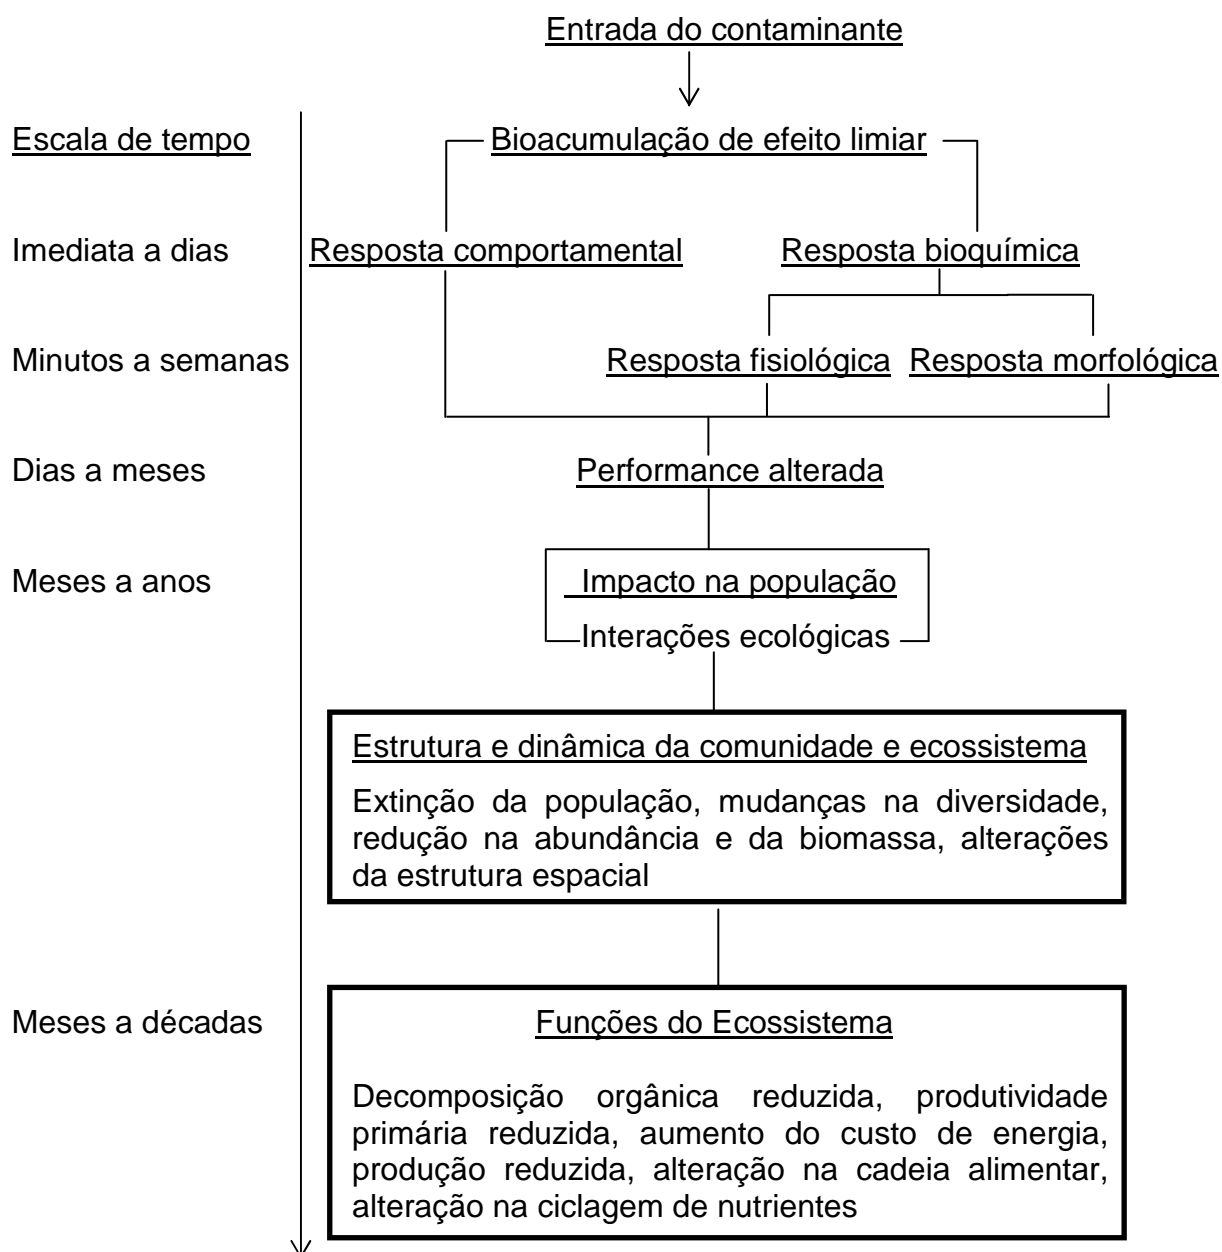 Entrada do contaminante
Escala de tempo
Bioacumulação de efeito limiar
Imediata a dias
Resposta comportamental
Resposta bioquímica
Minutos a semanas
Resposta fisiológica
Resposta morfológica
Dias a meses
Performance alterada
Meses a anos
Impacto na população
Interações ecológicas
Estrutura e dinâmica da comunidade e ecossistema
Extinção da população, mudanças na diversidade,
redução na abundância e da biomassa, alterações
da estrutura espacial
Meses a décadas
Funções do Ecossistema
Decomposição orgânica reduzida, produtividade
primária reduzida, aumento do custo de energia,
produção reduzida, alteração na cadeia alimentar,
alteração na ciclagem de nutrientes